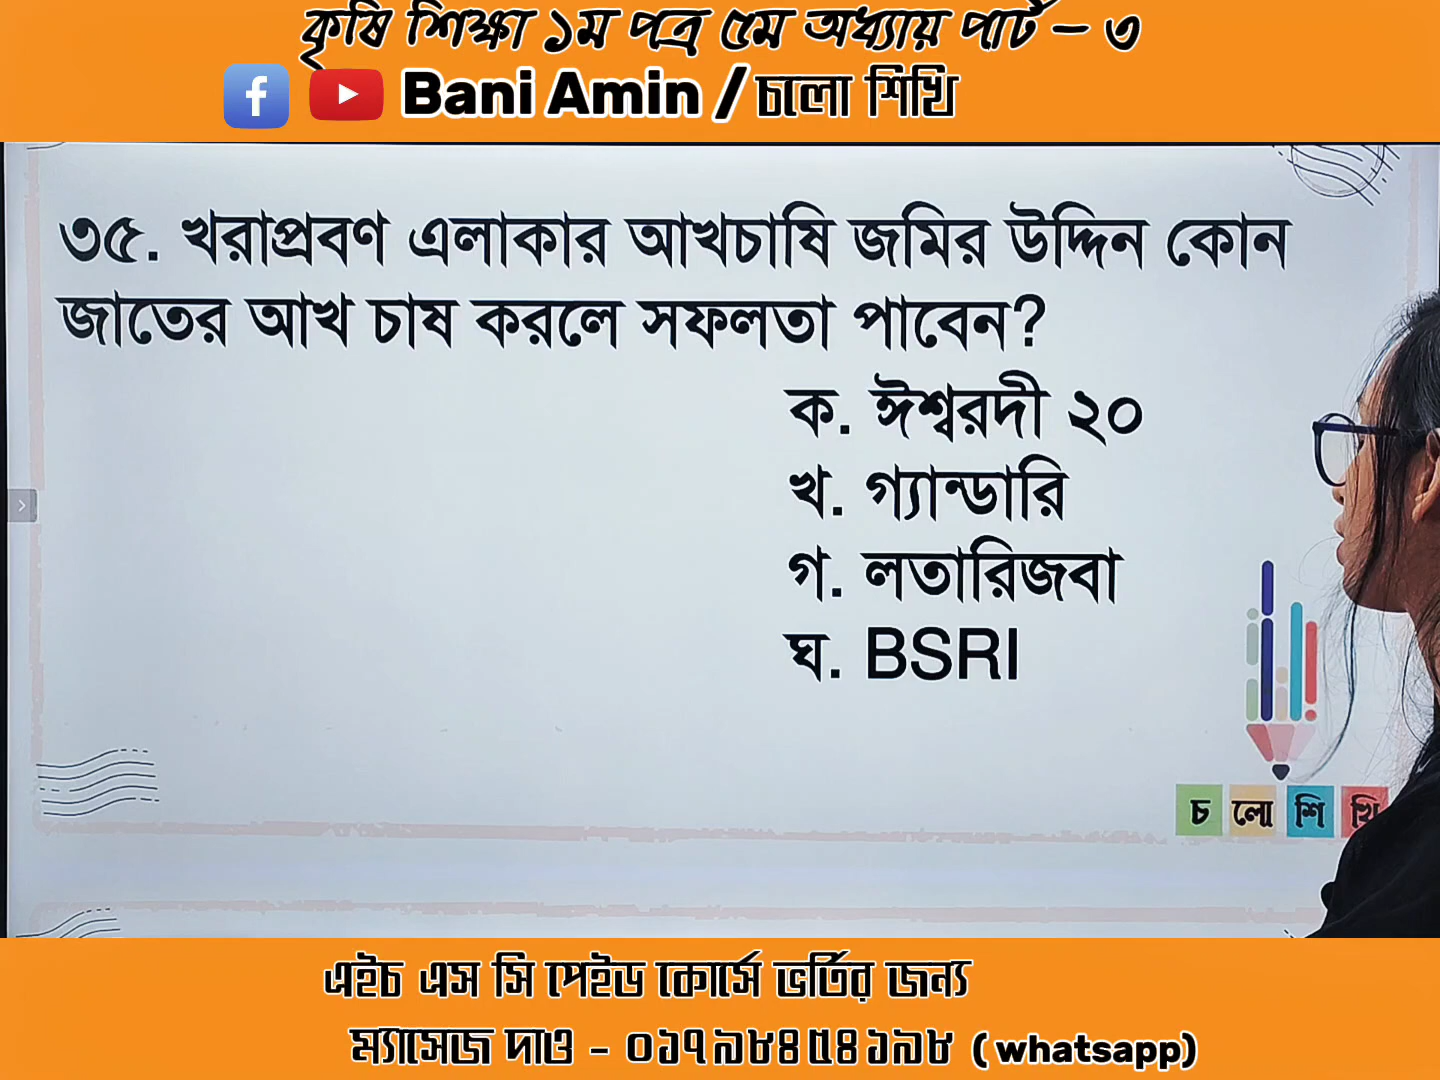 কৃষি শিক্ষা ১ম পত্র ৫ম অধ্যায় পার্ট – ৩
Bani Amin / চলো শিখি
৩৫. খরাপ্রবণ এলাকার আখচাষি জমির উদ্দিন কোন
জাতের আখ চাষ করলে সফলতা পাবেন?
ক. ঈশ্বরদী ২০
খ. গ্যান্ডারি
গ. লতারিজবা
ঘ. BSRI
চ লো শি খি
এইচ এস সি পেইড কোর্সে ভর্তির জন্য
ম্যাসেজ দাও - ০১৭৯৮৪৫৪১৯৮ ( whatsapp)